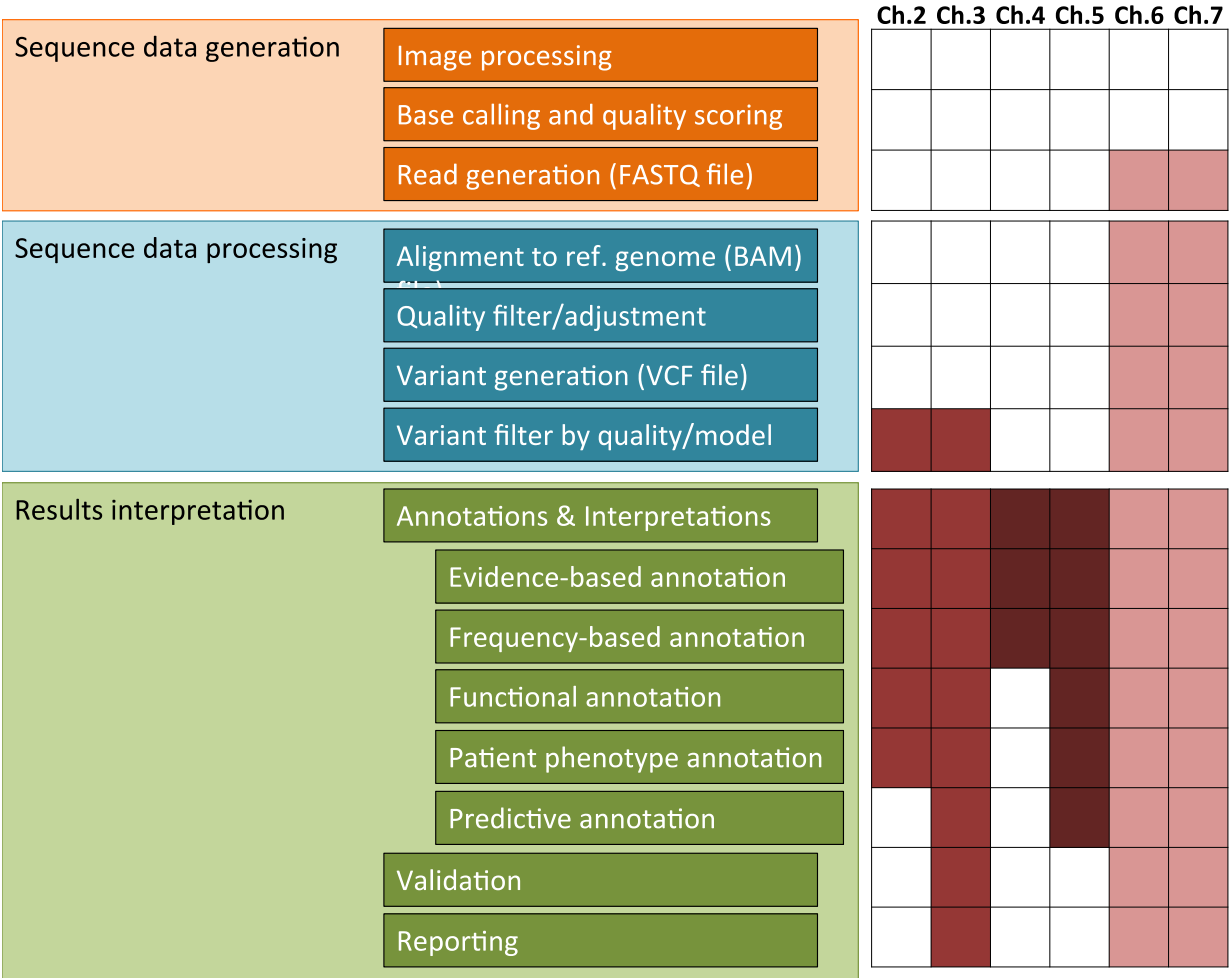 Ch.2 Ch.3 Ch.4 Ch.5 Ch.6 Ch.7
Sequence data generation
Image processing
Base calling and quality scoring
Read generation (FASTQ file)
Sequence data processing
Alignment to ref. genome (BAM)
file)
Quality filter/adjustment
Variant generation (VCF file)
Variant filter by quality/model
Results interpretation
Annotations & Interpretations
Evidence-based annotation
Frequency-based annotation
Functional annotation
Patient phenotype annotation
Predictive annotation
Validation
Reporting